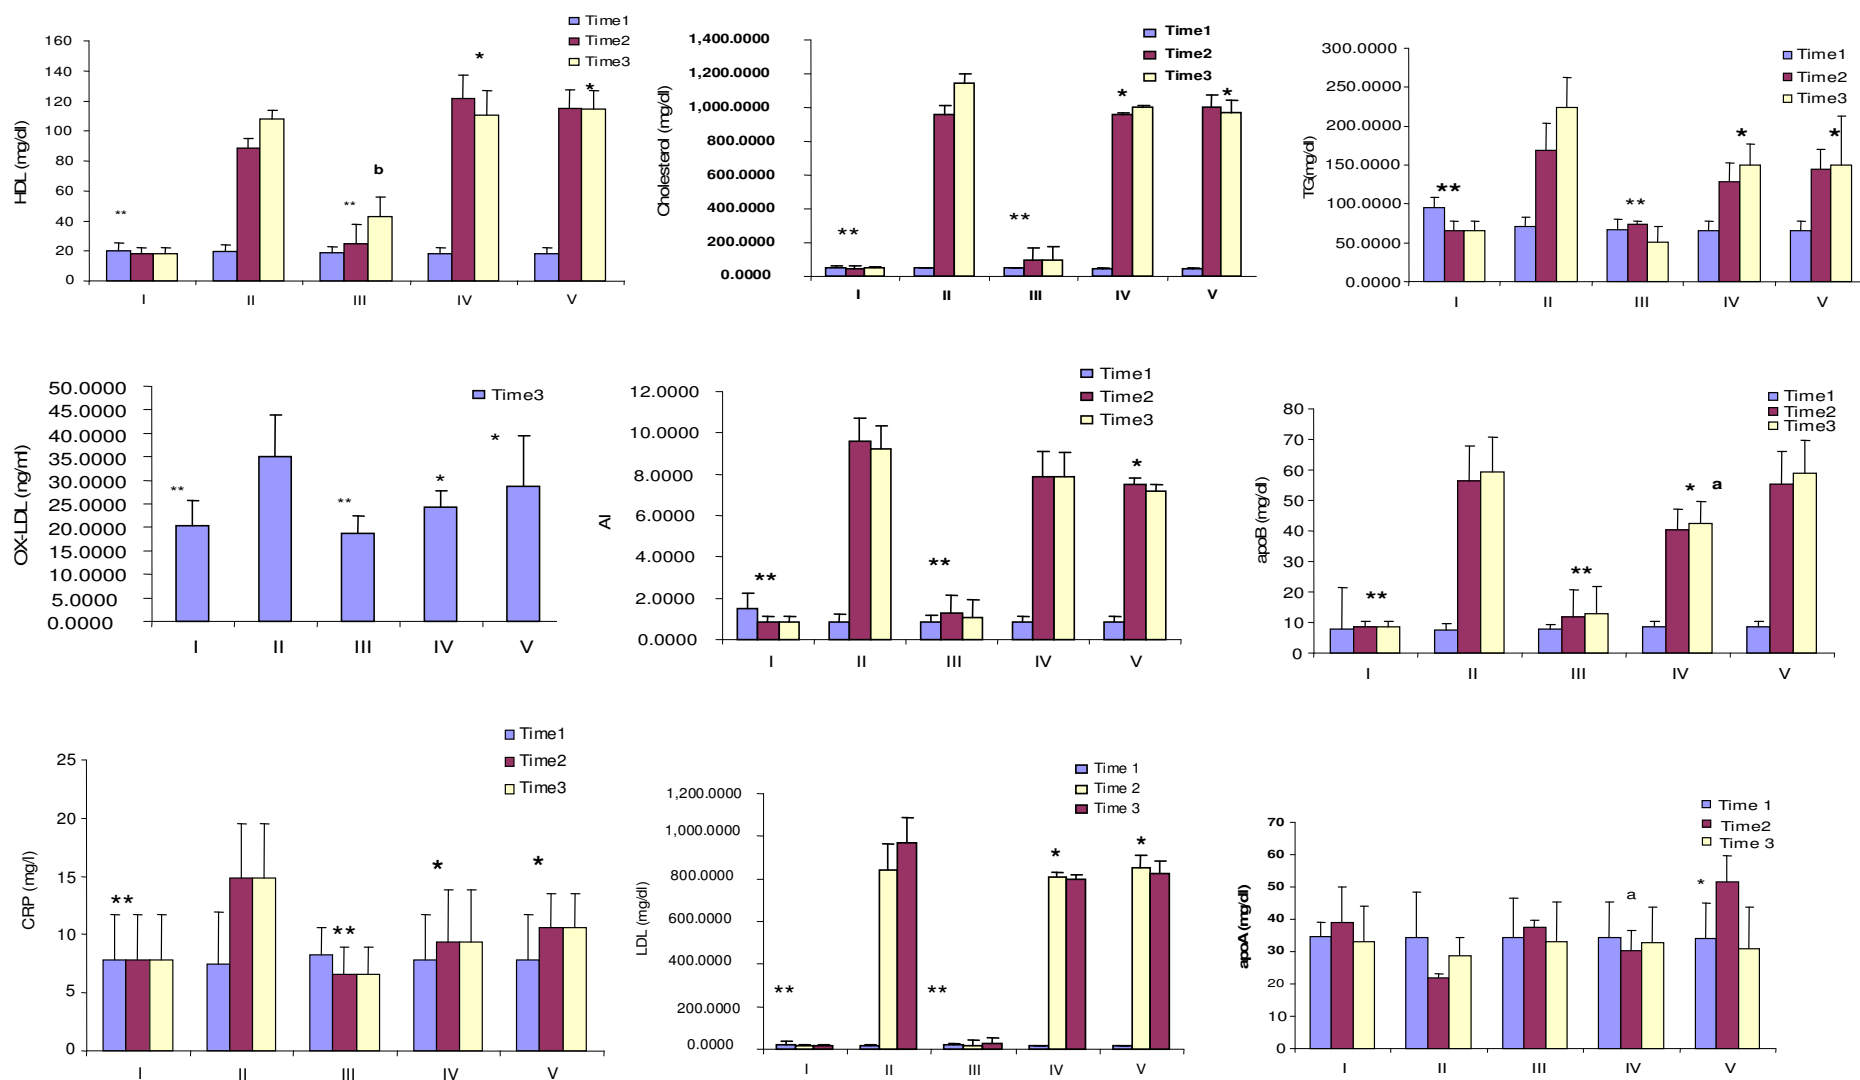 Time1
Time2
Time3
HDL (mg/dl)
160
140
120
100
80
60
40
20
0
**
**
b
*
*
I II III IV V
Time1
Time2
Time3
Cholesterol (mg/dl)
1,400.0000
1,200.0000
1,000.0000
800.0000
600.0000
400.0000
200.0000
0.0000
**
**
*
*
I II III IV V
Time1
Time2
Time3
TG(mg/dl)
300.0000
250.0000
200.0000
150.0000
100.0000
50.0000
0.0000
**
**
*
*
I II III IV V
Time3
OX-LDL (ng/ml)
50.0000
45.0000
40.0000
35.0000
30.0000
25.0000
20.0000
15.0000
10.0000
5.0000
0.0000
**
**
*
*
I II III IV V
Time1
Time2
Time3
AI
12.0000
10.0000
8.0000
6.0000
4.0000
2.0000
0.0000
**
**
*
I II III IV V
Time1
Time2
Time3
apoB (mg/dl)
80
70
60
50
40
30
20
10
0
**
**
* a
I II III IV V
Time1
Time2
Time3
CRP (mg/l)
25
20
15
10
5
0
**
**
*
*
I II III IV V
Time 1
Time 2
Time 3
LDL (mg/dl)
1,200.0000
1,000.0000
800.0000
600.0000
400.0000
200.0000
0.0000
**
**
*
*
I II III IV V
Time 1
Time2
Time 3
apoA (mg/dl)
70
60
50
40
30
20
10
0
a
*
I II III IV V